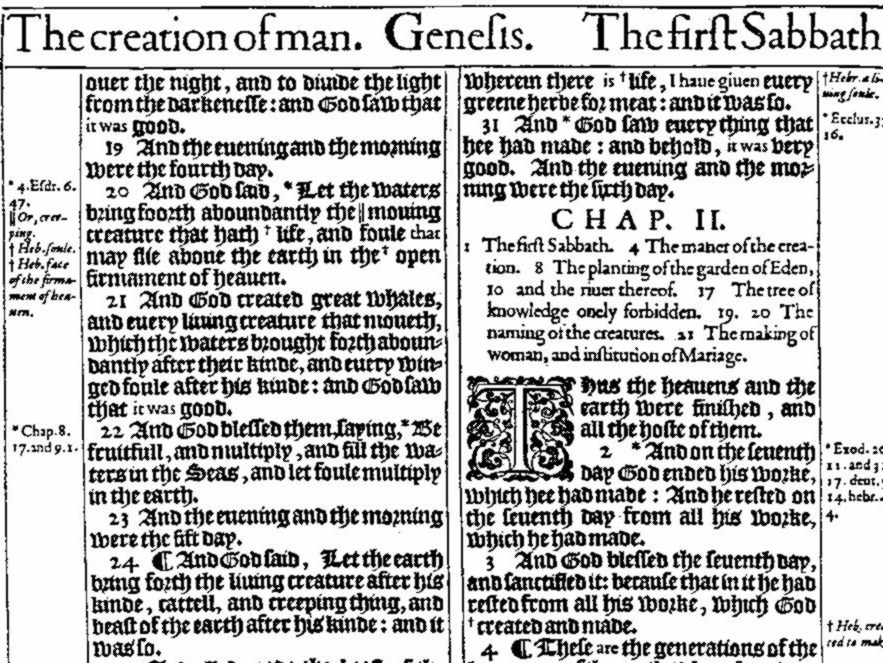 The creation of man. Geneſis. The firſt Sabbath
ouer the night, and to diuide the light
from the darkeneſſe: and God ſaw that
it was good.
19 And the euening and the morning
were the fourth day.
20 And God ſaid, * Let the waters
bring foorth aboundantly the || mouing
creature that hath † life, and foule that
may flie aboue the earth in the † open
firmament of heauen.
21 And God created great whales,
and euery liuing creature that moueth,
which the waters brought forth aboun-
dantly after their kinde, and euery win-
ged foule after his kinde: and God ſaw
that it was good.
22 And God bleſſed them, ſaying, * Be
fruitfull, and multiply, and fill the wa-
ters in the Seas, and let foule multiply
in the earth.
23 And the euening and the morning
were the fift day.
24 ¶ And God ſaid, Let the earth
bring forth the liuing creature after his
kinde, cattell, and creeping thing, and
beaſt of the earth after his kinde: and it
was ſo.
* 4. Eſdr. 6.
47.
|| Or, cree-
ping.
† Heb. ſoule.
† Heb. face
of the firma-
ment of hea-
uen.
* Chap. 8.
17. and 9. 1.
wherein there is † life, I haue giuen euery
greene herbe for meat: and it was ſo.
31 And * God ſaw euery thing that
hee had made: and behold, it was very
good. And the euening and the mor-
ning were the ſixth day.
CHAP. II.
1 The firſt Sabbath. 4 The maner of the crea-
tion. 8 The planting of the garden of Eden,
10 and the riuer thereof. 17 The tree of
knowledge onely forbidden. 19. 20 The
naming of the creatures. 21 The making of
woman, and inſtitution of Mariage.
Thus the heauens and the
earth were finiſhed, and
all the hoſte of them.
2 * And on the ſeuenth
day God ended his worke,
which hee had made: And he reſted on
the ſeuenth day from all his worke,
which he had made.
3 And God bleſſed the ſeuenth day,
and ſanctified it: becauſe that in it he had
reſted from all his worke, which God
† created and made.
4 ¶ Theſe are the generations of the
† Hebr. a li-
uing ſoule.
* Eccluſ. 3
16.
* Exod. 20
11. and 3
17. deut.
14. hebr.
4.
† Heb. crea
ted to mak